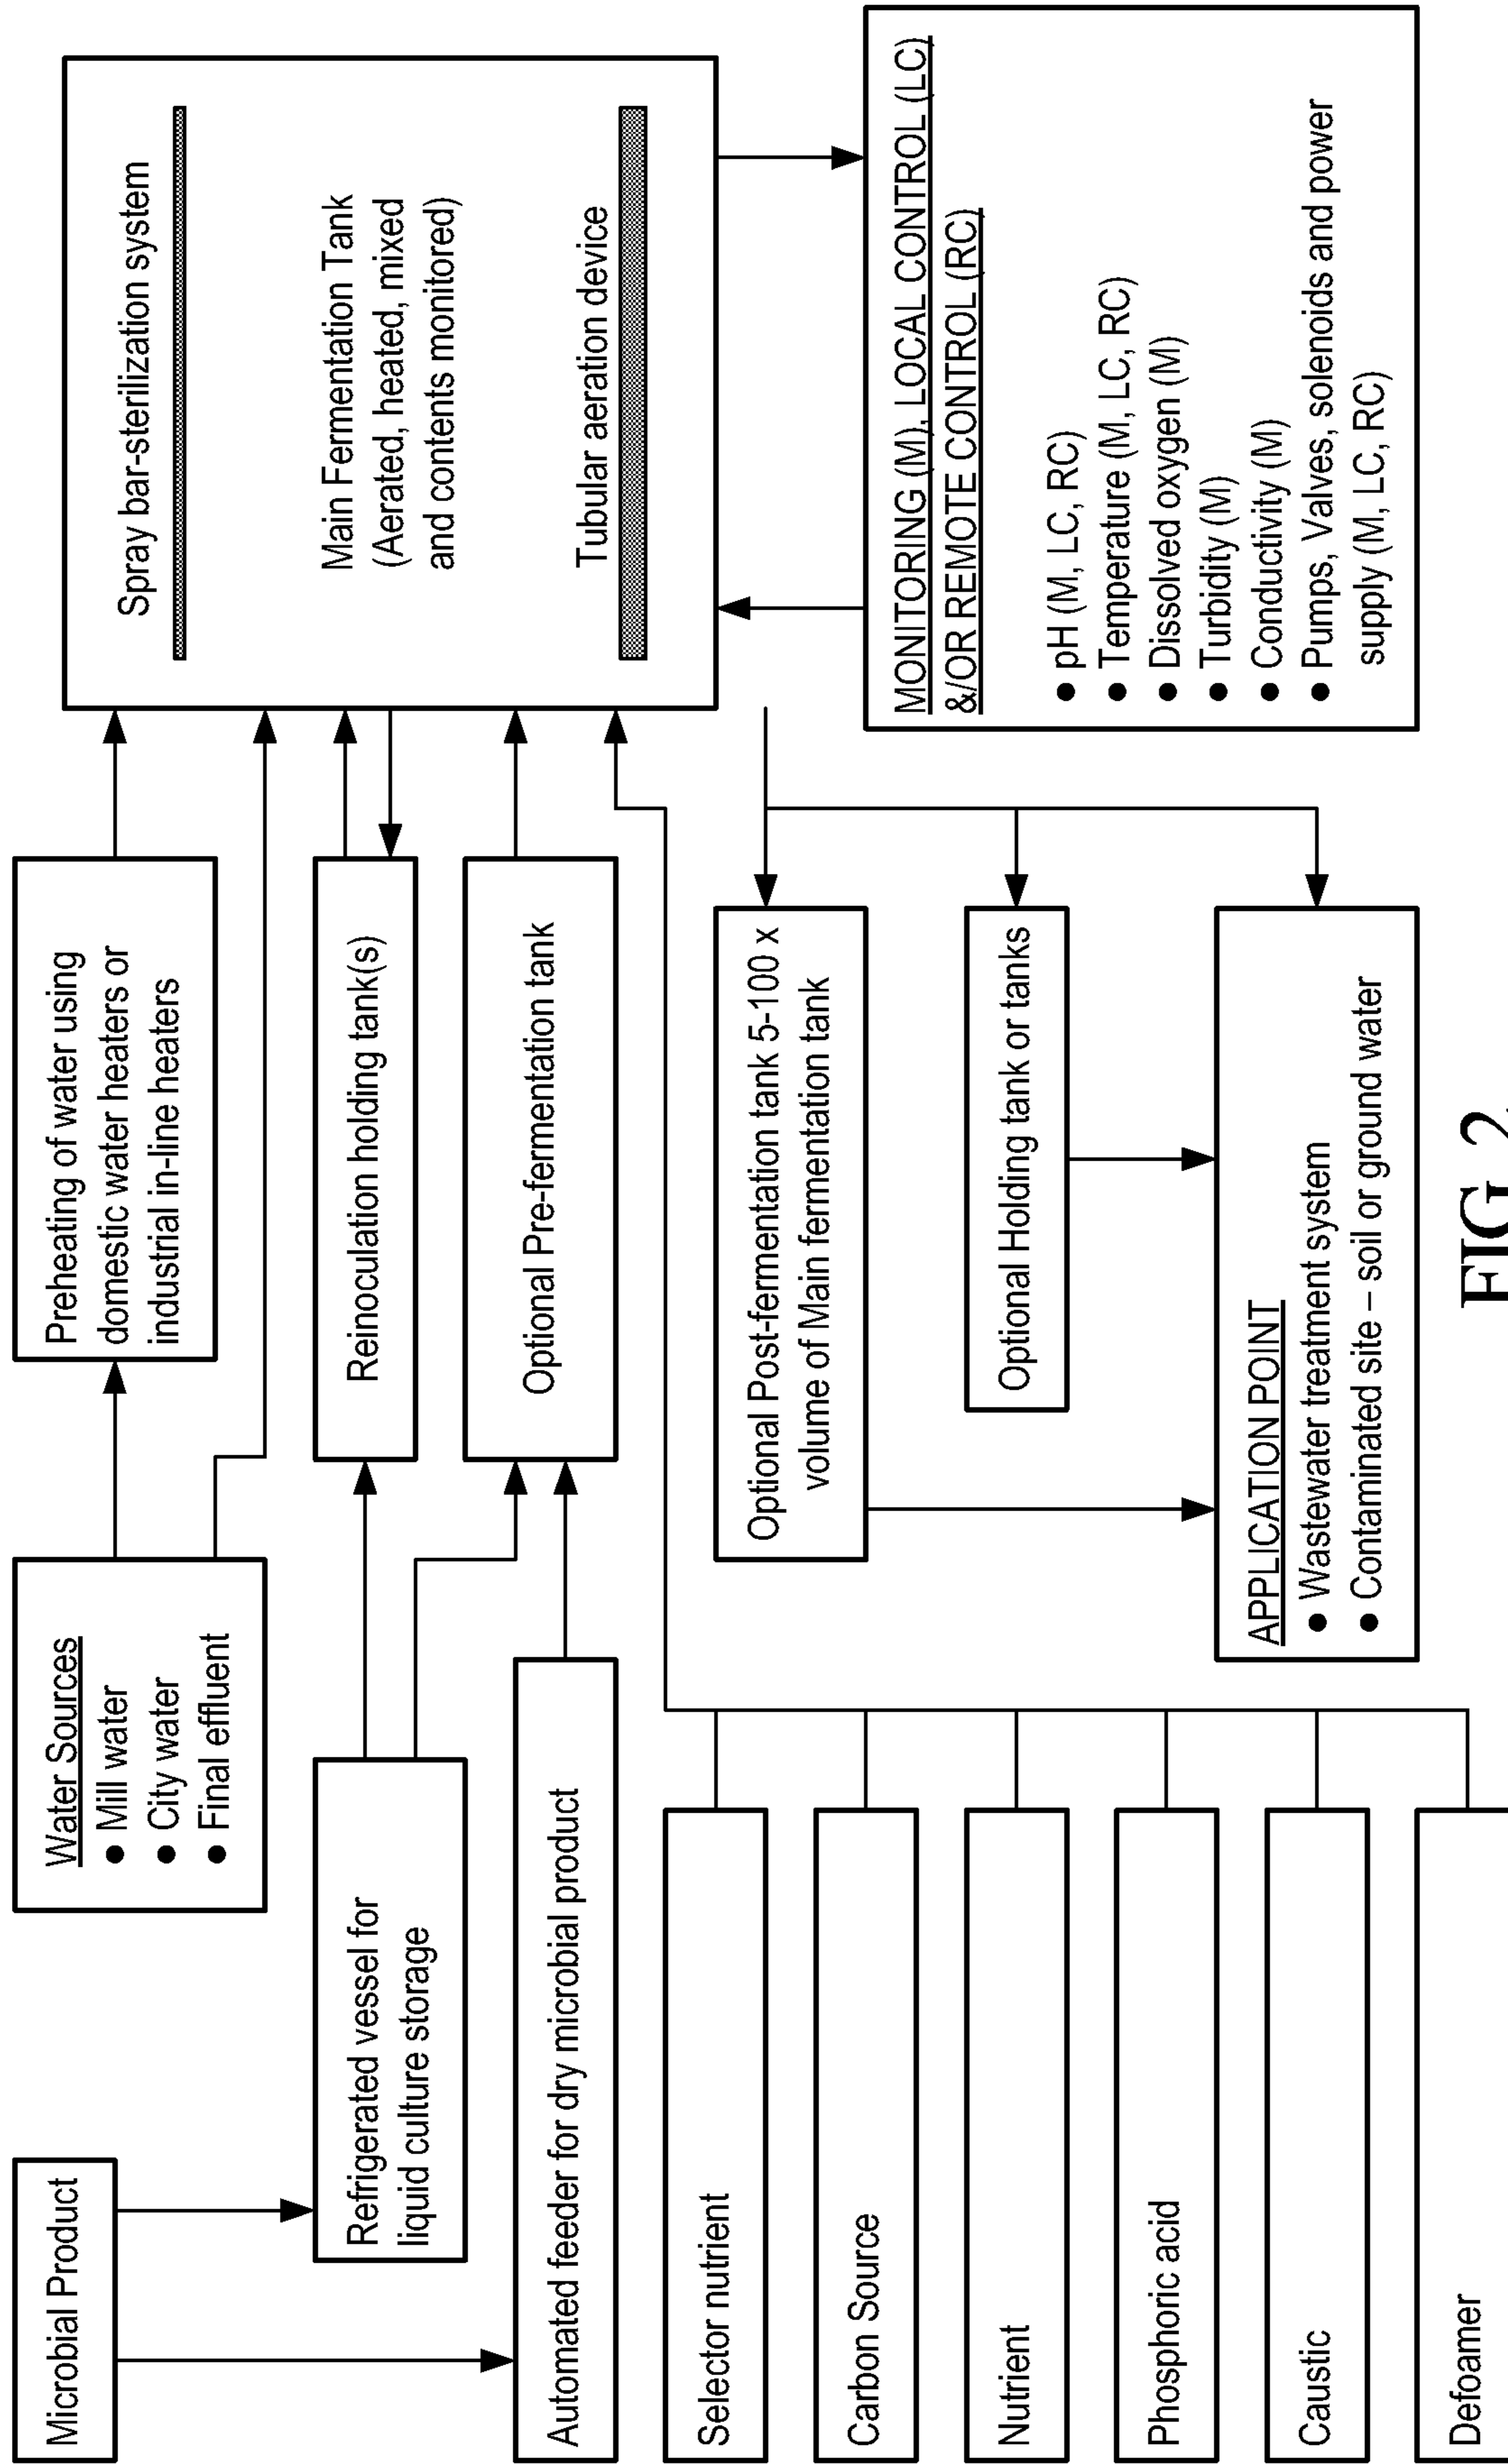 Microbial Product
Water Sources
● Mill water
● City water
● Final effluent
Preheating of water using
domestic water heaters or
industrial in-line heaters
Spray bar-sterilization system
Main Fermentation Tank
(Aerated, heated, mixed
and contents monitored)
Tubular aeration device
Refrigerated vessel for
liquid culture storage
Reinoculation holding tank(s)
Automated feeder for dry microbial product
Optional Pre-fermentation tank
Selector nutrient
Carbon Source
Nutrient
Phosphoric acid
Caustic
Defoamer
Optional Post-fermentation tank 5-100 x
volume of Main fermentation tank
Optional Holding tank or tanks
APPLICATION POINT
● Wastewater treatment system
● Contaminated site – soil or ground water
MONITORING (M), LOCAL CONTROL (LC)
&/OR REMOTE CONTROL (RC)
● pH (M, LC, RC)
● Temperature (M, LC, RC)
● Dissolved oxygen (M)
● Turbidity (M)
● Conductivity (M)
● Pumps, Valves, solenoids and power
supply (M, LC, RC)
FIG. 2